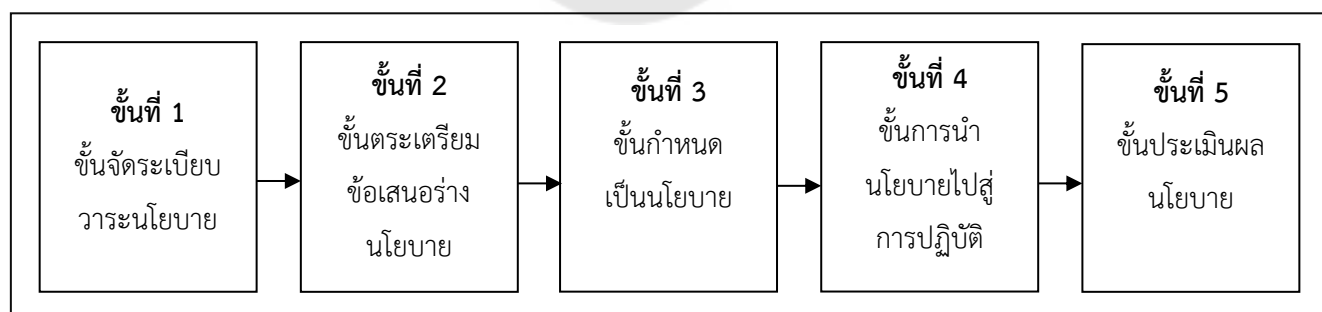 ขั้นที่ 1
ขั้นจัดระเบียบ
วาระนโยบาย
ขั้นที่ 2
ขั้นตระเตรียม
ข้อเสนอร่าง
นโยบาย
ขั้นที่ 3
ขั้นกำหนด
เป็นนโยบาย
ขั้นที่ 4
ขั้นการนำ
นโยบายไปสู่
การปฏิบัติ
ขั้นที่ 5
ขั้นประเมินผล
นโยบาย